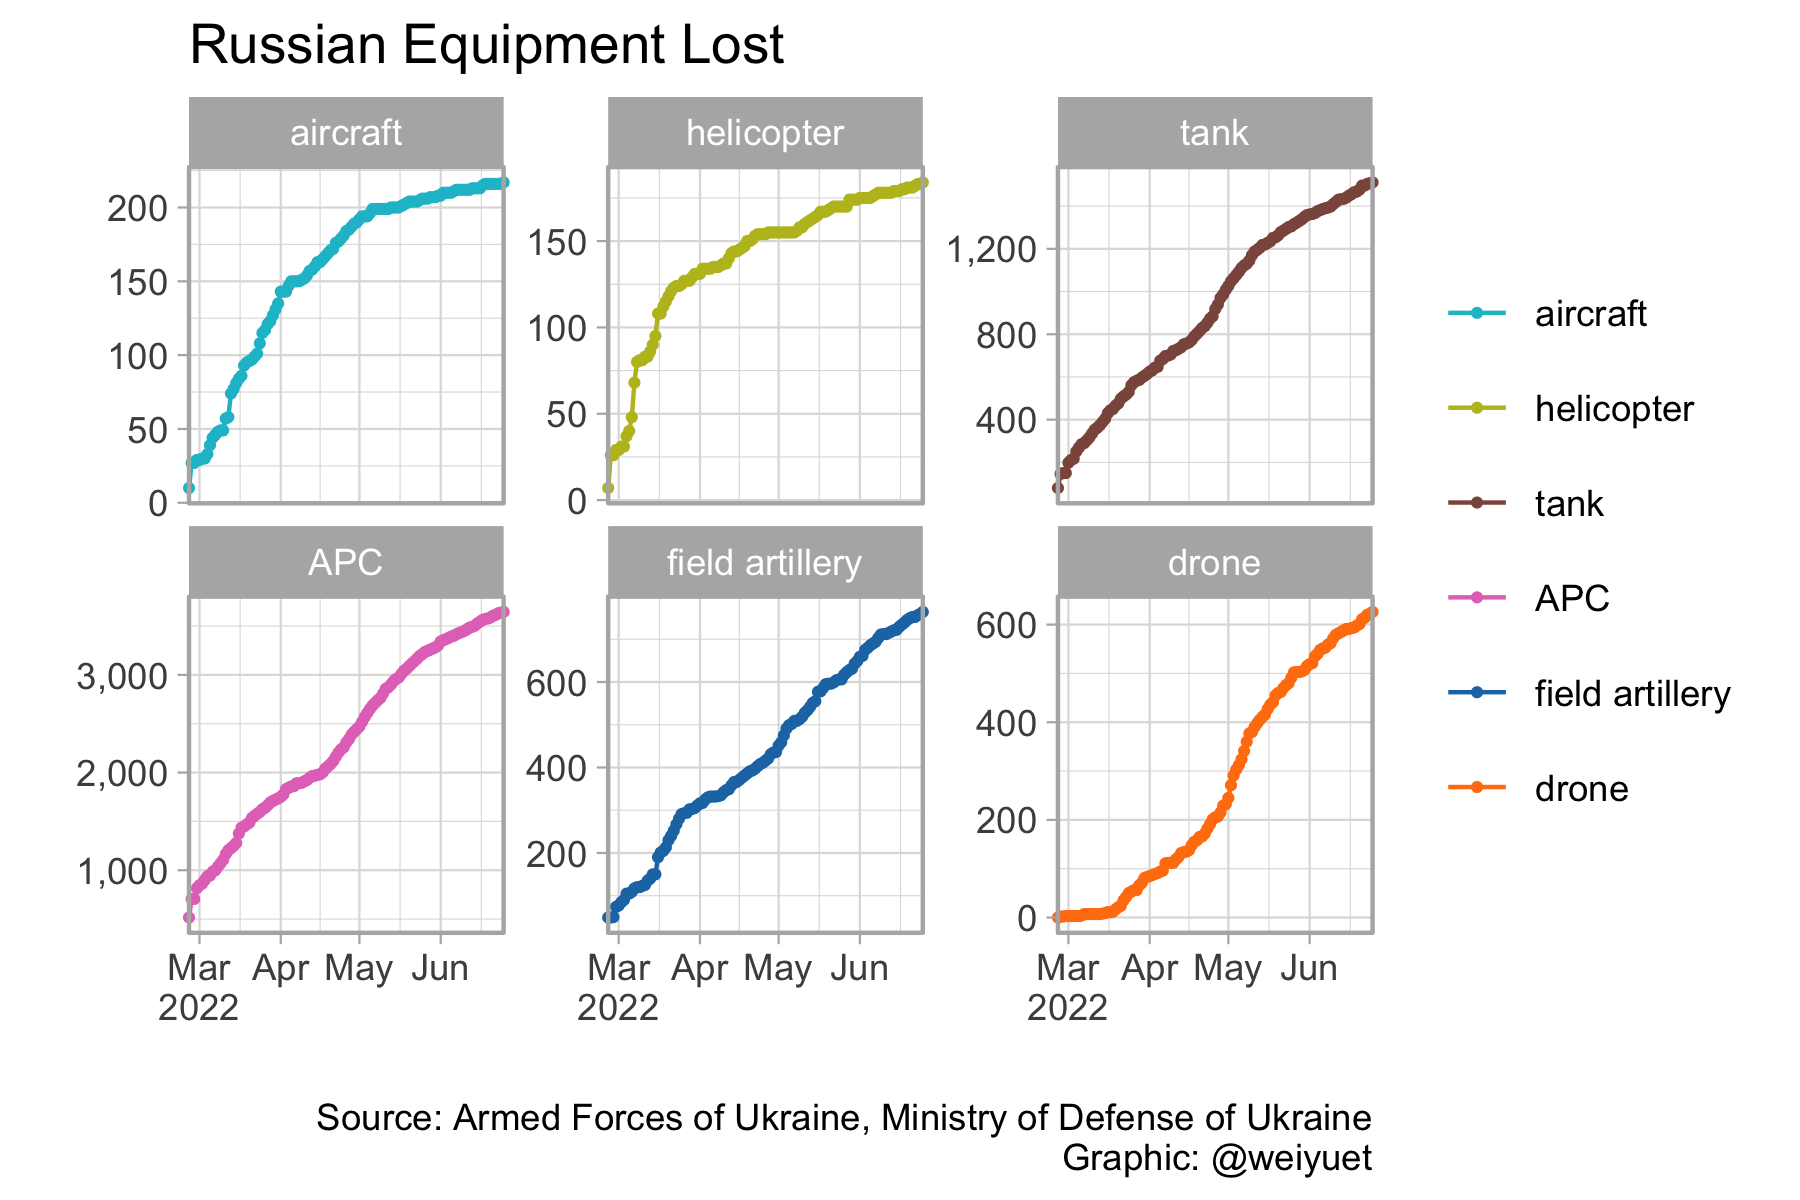 Russian Equipment Lost
aircraft
helicopter
tank
200
150
100
50
0
150
100
50
0
1,200
800
400
APC
field artillery
drone
3,000
2,000
1,000
600
400
200
600
400
200
0
Mar Apr May Jun
2022
Mar Apr May Jun
2022
Mar Apr May Jun
2022
aircraft
helicopter
tank
APC
field artillery
drone
Source: Armed Forces of Ukraine, Ministry of Defense of Ukraine
Graphic: @weiyuet